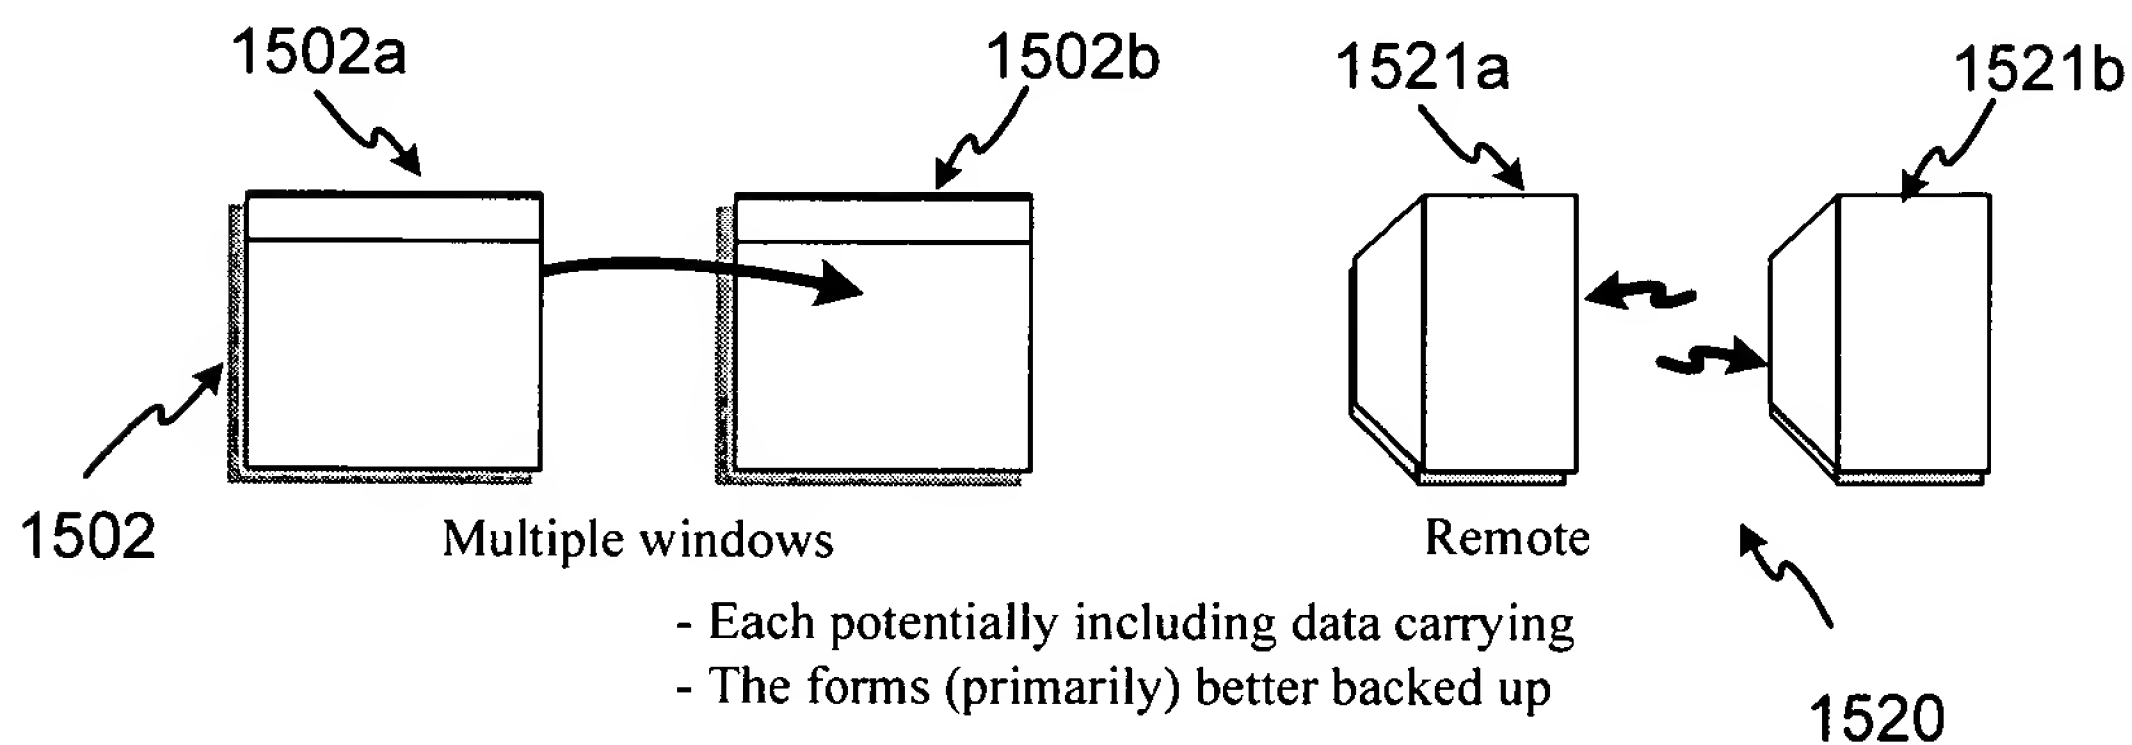 1502a
1502b
1521a
1521b
1502
Multiple windows
Remote
- Each potentially including data carrying
- The forms (primarily) better backed up
1520